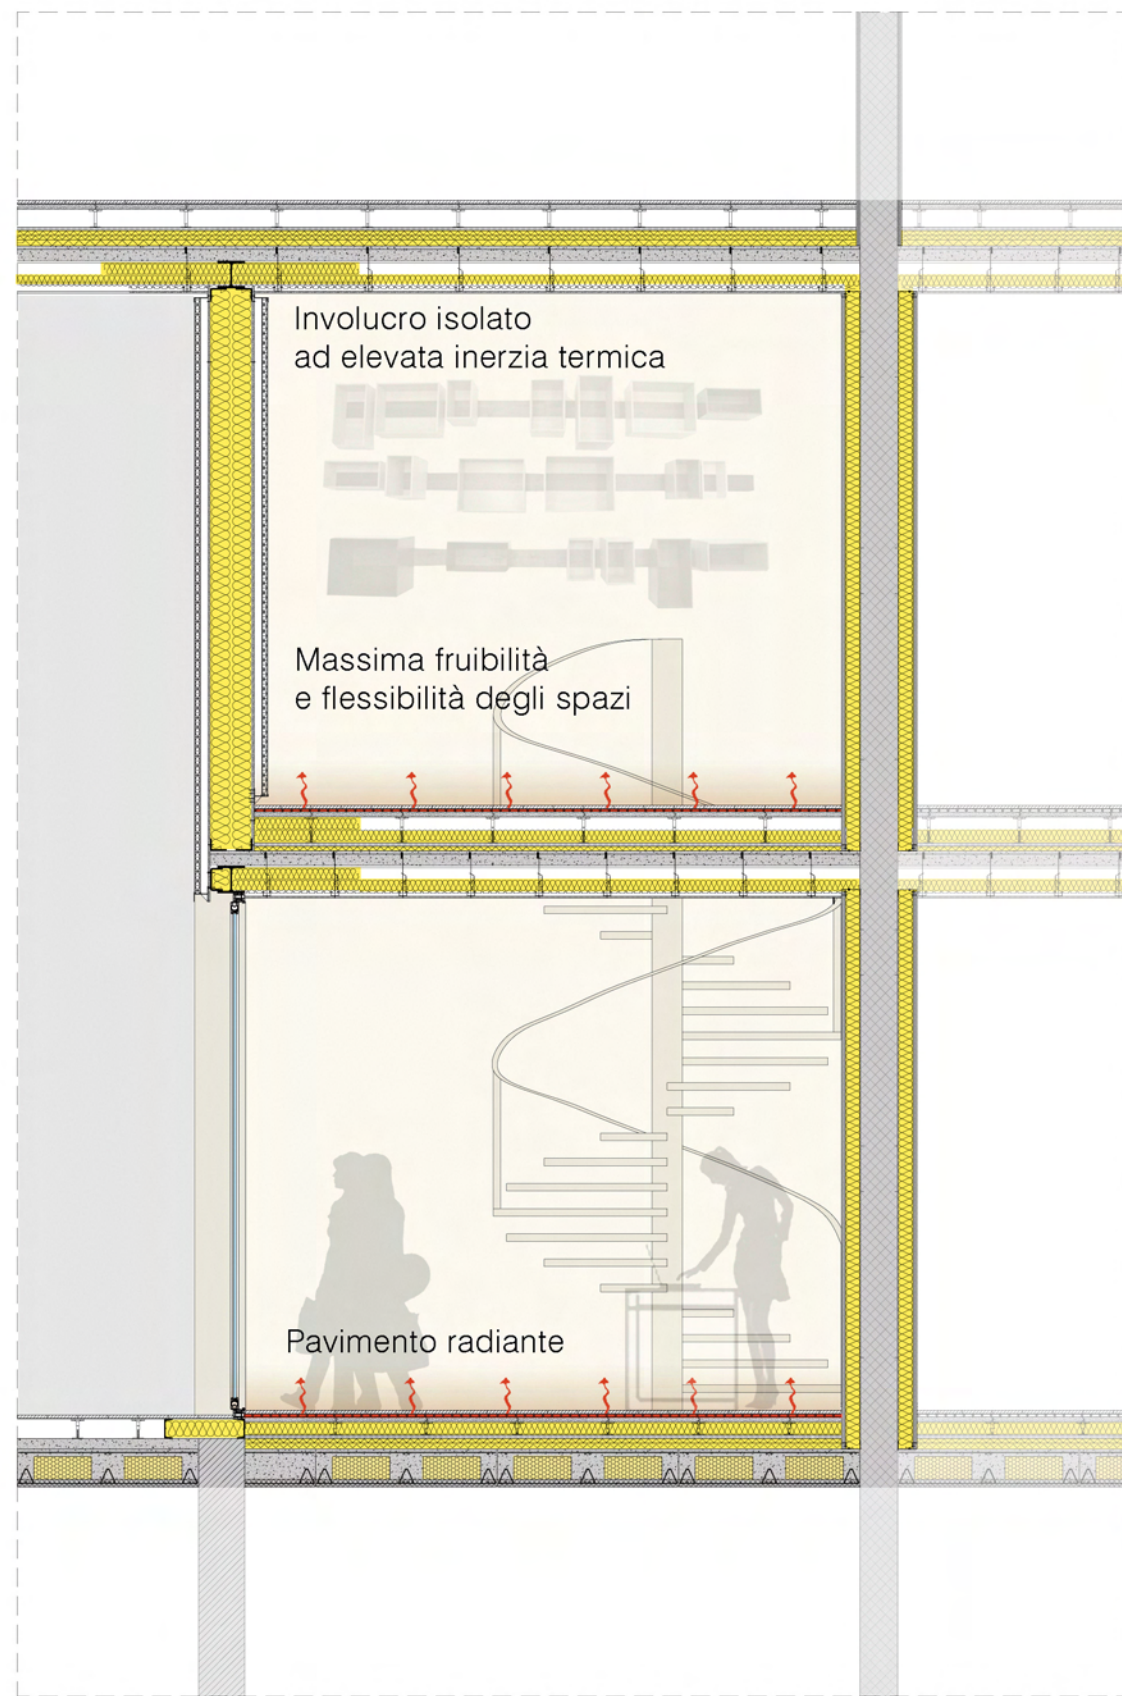 Involucro isolato
ad elevata inerzia termica
Massima fruibilità
e flessibilità degli spazi
Pavimento radiante